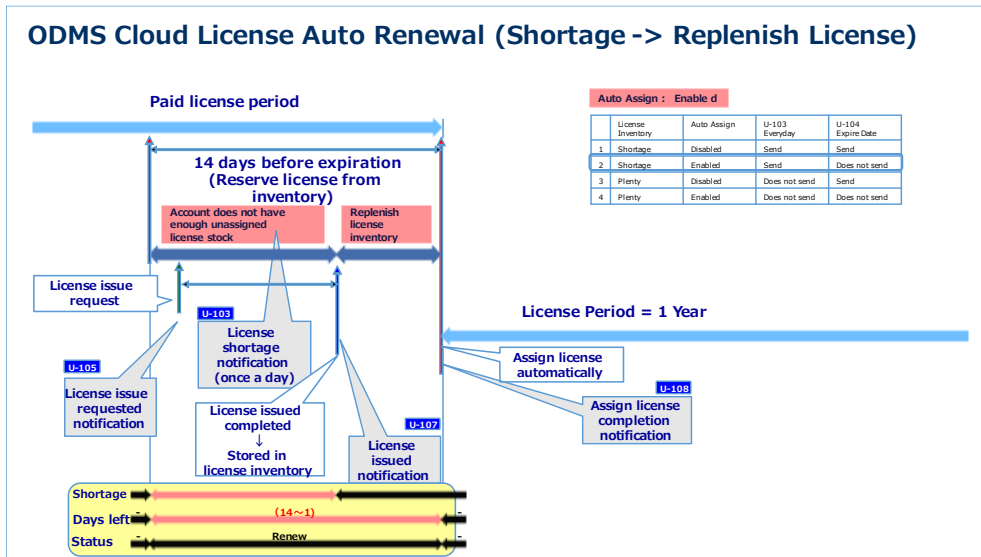 ODMS Cloud License Auto Renewal (Shortage -> Replenish License)
Paid license period
Auto Assign : Enable d
License Inventory
Auto Assign
U-103 Everyday
U-104 Expire Date
1 Shortage Disabled Send Send
2 Shortage Enabled Send Does not send
3 Plenty Disabled Does not send Send
4 Plenty Enabled Does not send Does not send
14 days before expiration
(Reserve license from
inventory)
Account does not have
enough unassigned
license stock
Replenish
license
inventory
License issue
request
License Period = 1 Year
U-103
License
shortage
notification
(once a day)
Assign license
automatically
U-105
License issue
requested
notification
U-108
Assign license
completion
notification
License issued
completed
↓
Stored in
license inventory
U-107
License
issued
notification
Shortage
- (14~1) -
Days left
- Renew -
Status